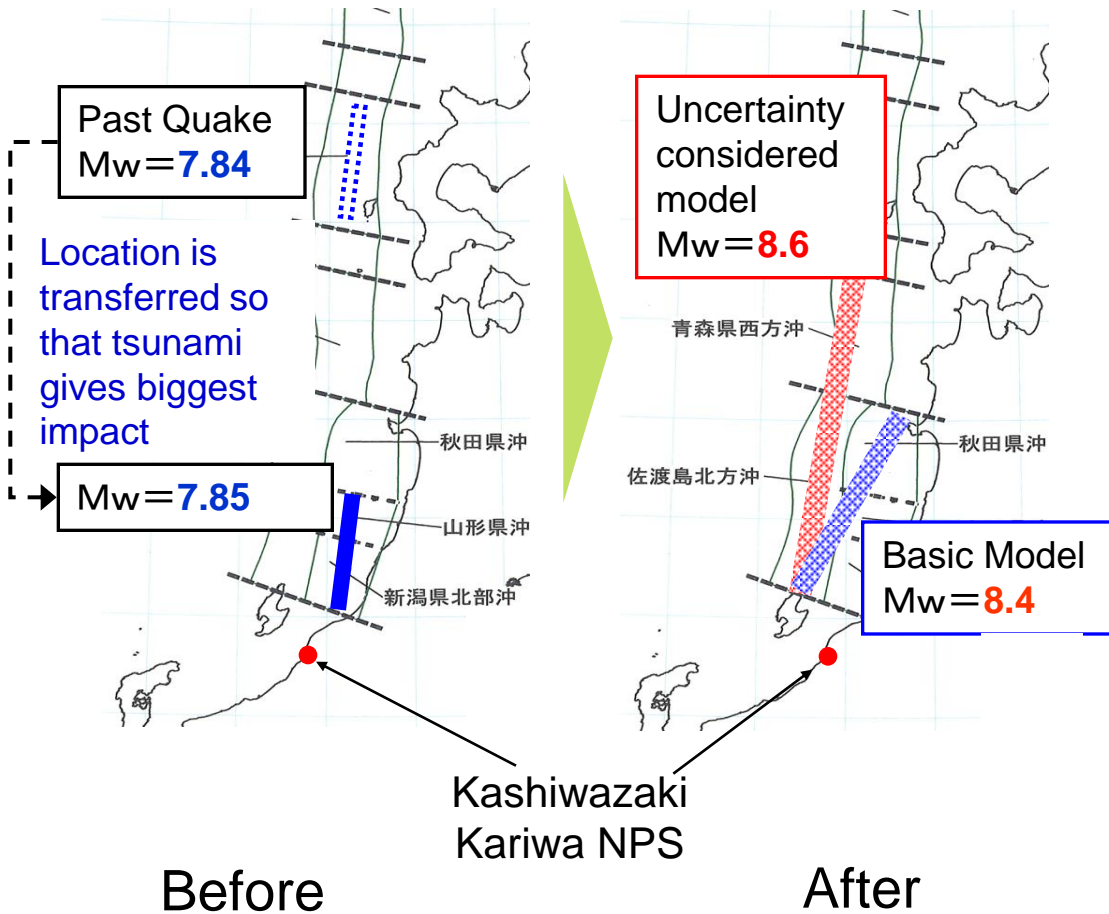 Past Quake
Mw＝7.84
Location is
transferred so
that tsunami
gives biggest
impact
Mw＝7.85
秋田県沖
山形県沖
新潟県北部沖
Uncertainty
considered
model
Mw＝8.6
青森県西方沖
秋田県沖
佐渡島北方沖
Basic Model
Mw＝8.4
Kashiwazaki
Kariwa NPS
Before
After